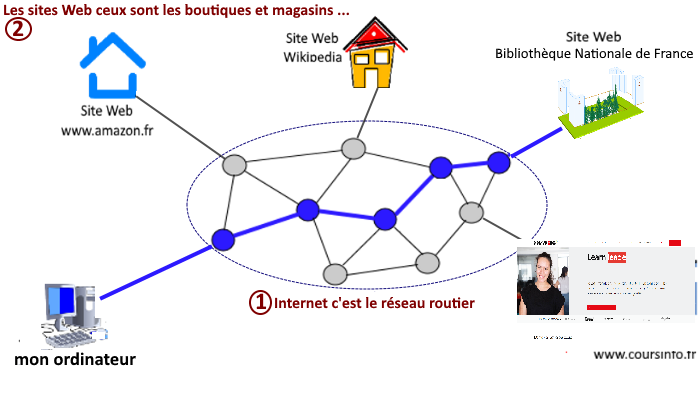 Les sites Web ceux sont les boutiques et magasins ...
2
Site Web
Wikipedia
Site Web
Bibliothèque Nationale de France
Site Web
www.amazon.fr
Learn
1 Internet c'est le réseau routier
mon ordinateur
www.coursinfo.fr